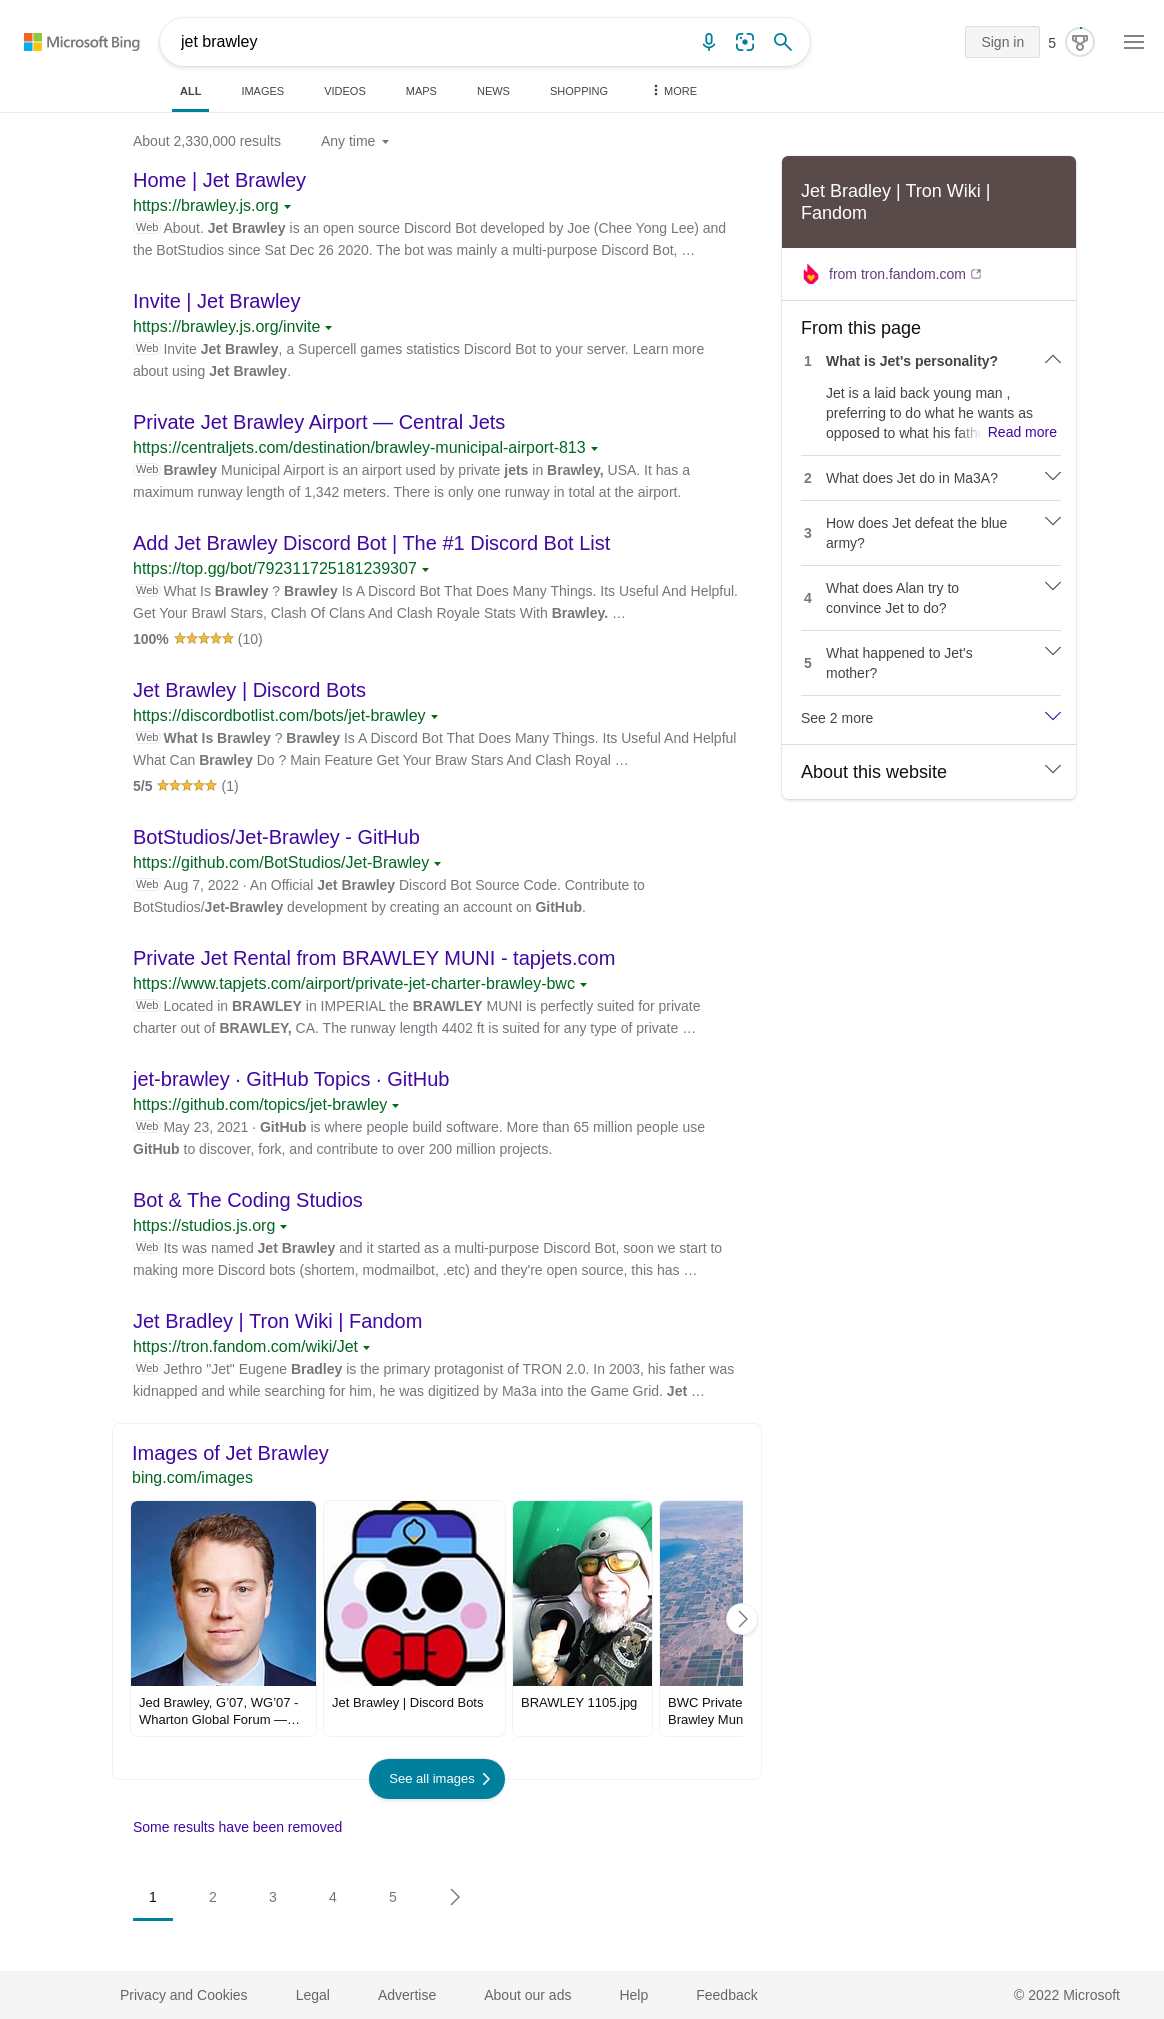 Microsoft Bing
jet brawley
Sign in
5
ALL
IMAGES
VIDEOS
MAPS
NEWS
SHOPPING
MORE
About 2,330,000 results
Any time
Home | Jet Brawley
https://brawley.js.org
Web About. Jet Brawley is an open source Discord Bot developed by Joe (Chee Yong Lee) and
the BotStudios since Sat Dec 26 2020. The bot was mainly a multi-purpose Discord Bot, …
Invite | Jet Brawley
https://brawley.js.org/invite
Web Invite Jet Brawley, a Supercell games statistics Discord Bot to your server. Learn more
about using Jet Brawley.
Private Jet Brawley Airport — Central Jets
https://centraljets.com/destination/brawley-municipal-airport-813
Web Brawley Municipal Airport is an airport used by private jets in Brawley, USA. It has a
maximum runway length of 1,342 meters. There is only one runway in total at the airport.
Add Jet Brawley Discord Bot | The #1 Discord Bot List
https://top.gg/bot/792311725181239307
Web What Is Brawley ? Brawley Is A Discord Bot That Does Many Things. Its Useful And Helpful.
Get Your Brawl Stars, Clash Of Clans And Clash Royale Stats With Brawley. …
100% (10)
Jet Brawley | Discord Bots
https://discordbotlist.com/bots/jet-brawley
Web What Is Brawley ? Brawley Is A Discord Bot That Does Many Things. Its Useful And Helpful
What Can Brawley Do ? Main Feature Get Your Braw Stars And Clash Royal …
5/5 (1)
BotStudios/Jet-Brawley - GitHub
https://github.com/BotStudios/Jet-Brawley
Web Aug 7, 2022 · An Official Jet Brawley Discord Bot Source Code. Contribute to
BotStudios/Jet-Brawley development by creating an account on GitHub.
Private Jet Rental from BRAWLEY MUNI - tapjets.com
https://www.tapjets.com/airport/private-jet-charter-brawley-bwc
Web Located in BRAWLEY in IMPERIAL the BRAWLEY MUNI is perfectly suited for private
charter out of BRAWLEY, CA. The runway length 4402 ft is suited for any type of private …
jet-brawley · GitHub Topics · GitHub
https://github.com/topics/jet-brawley
Web May 23, 2021 · GitHub is where people build software. More than 65 million people use
GitHub to discover, fork, and contribute to over 200 million projects.
Bot & The Coding Studios
https://studios.js.org
Web Its was named Jet Brawley and it started as a multi-purpose Discord Bot, soon we start to
making more Discord bots (shortem, modmailbot, .etc) and they're open source, this has …
Jet Bradley | Tron Wiki | Fandom
https://tron.fandom.com/wiki/Jet
Web Jethro "Jet" Eugene Bradley is the primary protagonist of TRON 2.0. In 2003, his father was
kidnapped and while searching for him, he was digitized by Ma3a into the Game Grid. Jet …
Images of Jet Brawley
bing.com/images
Jed Brawley, G'07, WG'07 -
Wharton Global Forum —…
Jet Brawley | Discord Bots
BRAWLEY 1105.jpg
BWC Private
Brawley Mun
See all images
Some results have been removed
1
2
3
4
5
Jet Bradley | Tron Wiki |
Fandom
from tron.fandom.com
From this page
1 What is Jet's personality?
Jet is a laid back young man ,
preferring to do what he wants as
opposed to what his fath Read more
2 What does Jet do in Ma3A?
3 How does Jet defeat the blue
army?
4 What does Alan try to
convince Jet to do?
5 What happened to Jet's
mother?
See 2 more
About this website
Privacy and Cookies
Legal
Advertise
About our ads
Help
Feedback
© 2022 Microsoft